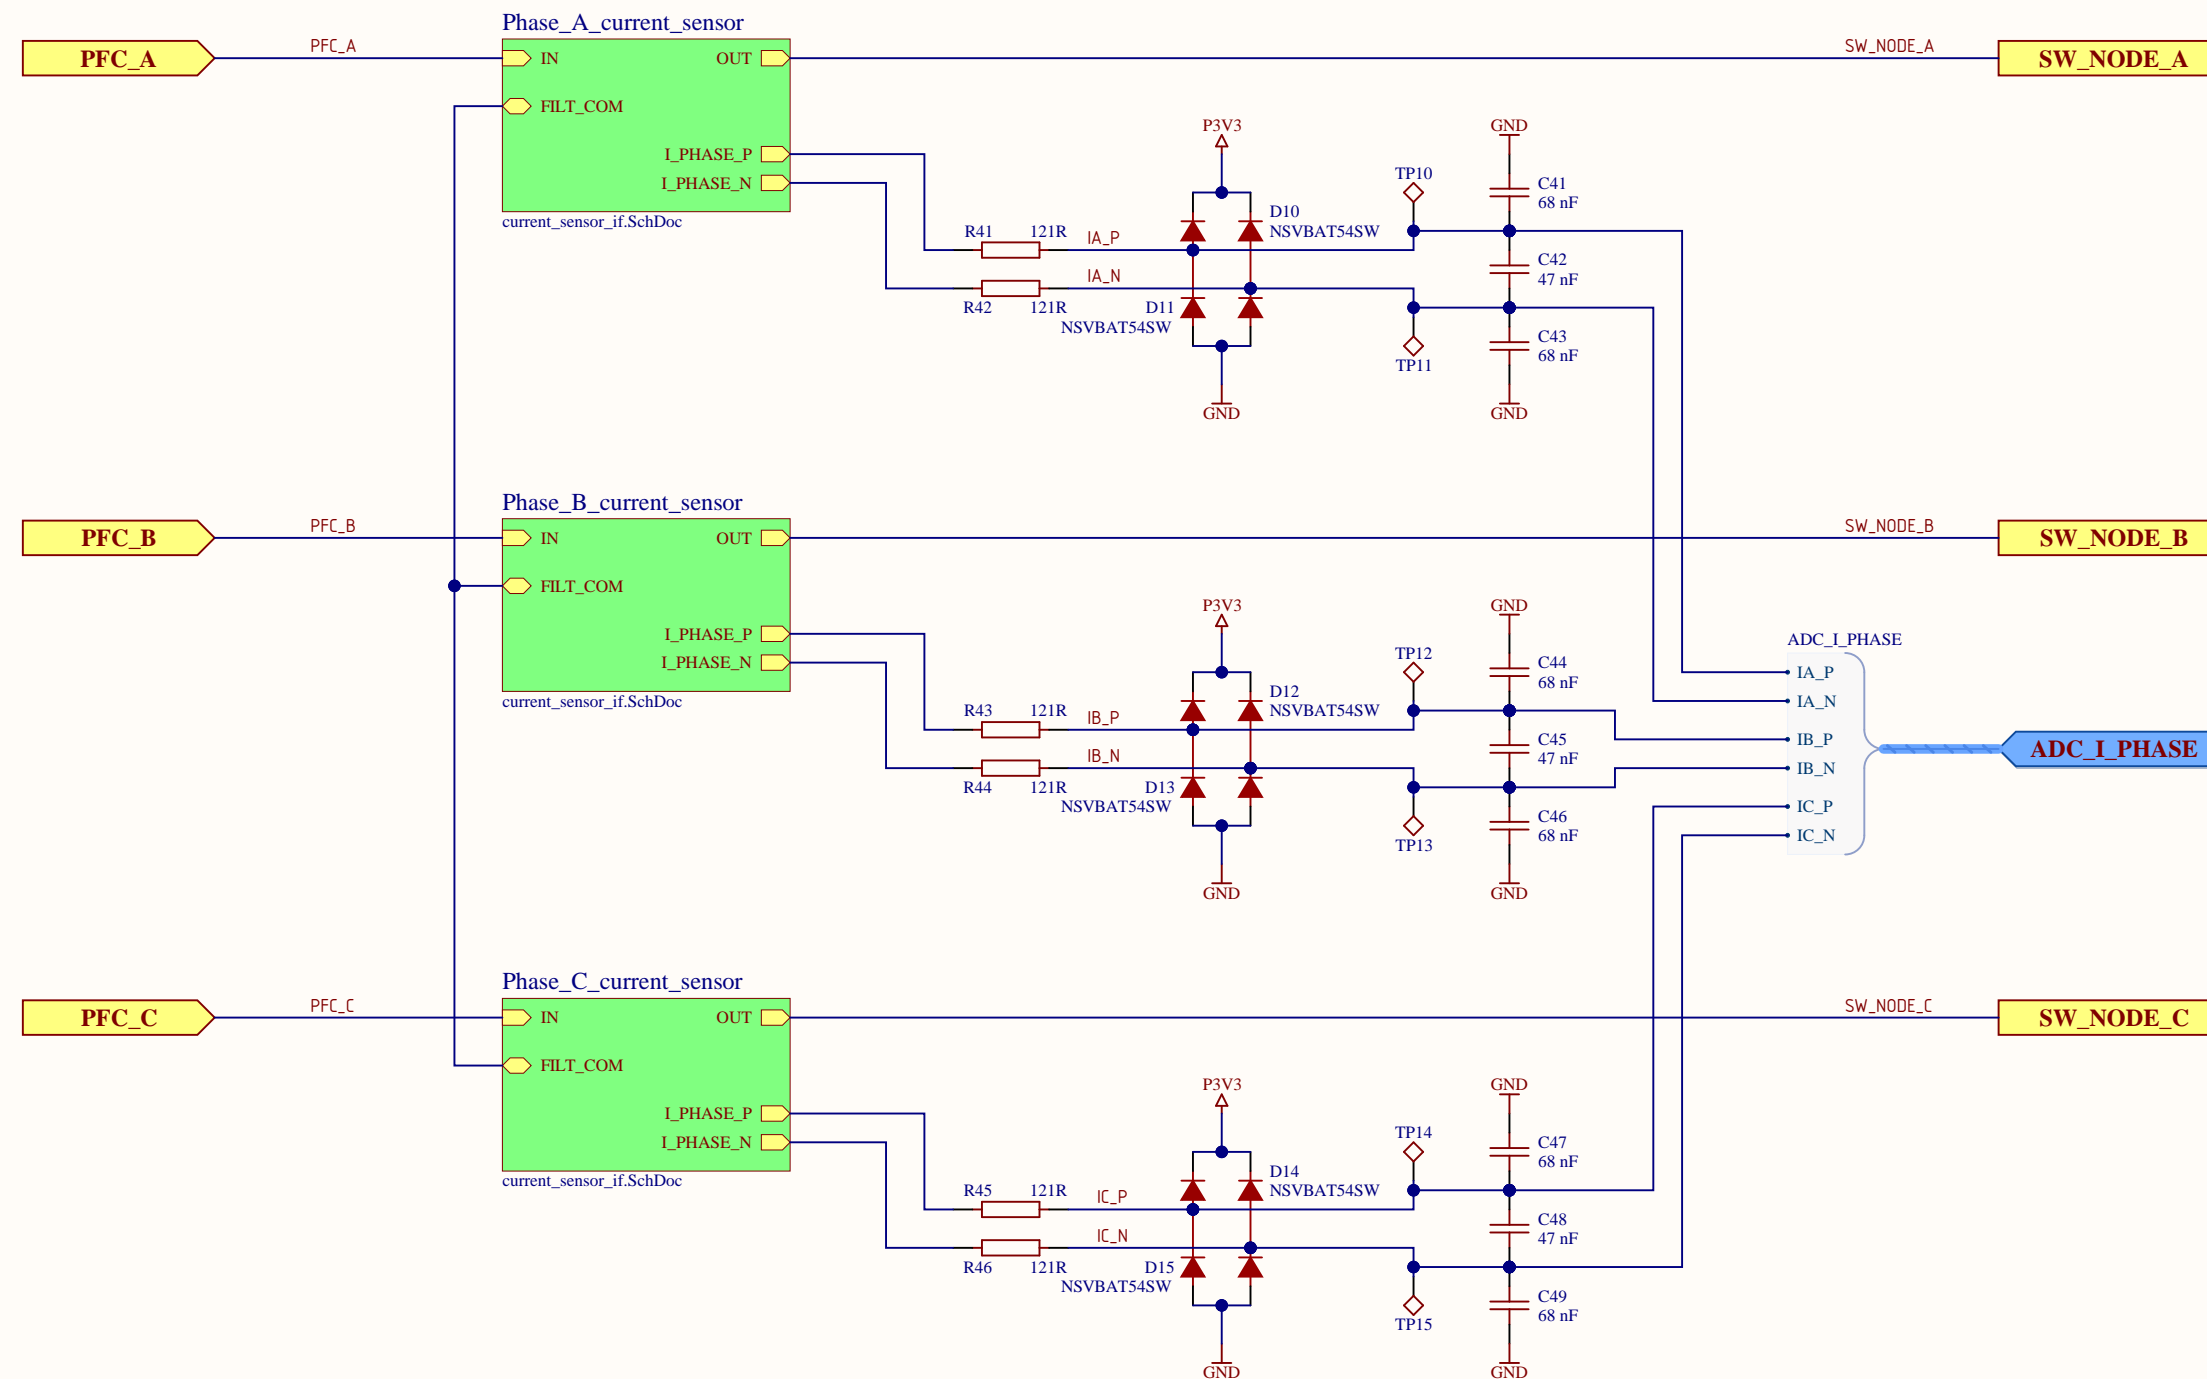 Phase_A_current_sensor
PFC_A
PFC_A
IN
OUT
SW_NODE_A
SW_NODE_A
FILT_COM
I_PHASE_P
I_PHASE_N
current_sensor_if.SchDoc
P3V3
GND
TP10
C41
68 nF
D10
NSVBAT54SW
R41
121R
IA_P
C42
47 nF
IA_N
R42
121R
D11
NSVBAT54SW
C43
68 nF
TP11
GND
GND
Phase_B_current_sensor
PFC_B
PFC_B
IN
OUT
SW_NODE_B
SW_NODE_B
FILT_COM
I_PHASE_P
I_PHASE_N
current_sensor_if.SchDoc
P3V3
GND
TP12
C44
68 nF
D12
NSVBAT54SW
R43
121R
IB_P
C45
47 nF
IB_N
R44
121R
D13
NSVBAT54SW
C46
68 nF
TP13
GND
GND
ADC_I_PHASE
IA_P
IA_N
IB_P
IB_N
IC_P
IC_N
ADC_I_PHASE
Phase_C_current_sensor
PFC_C
PFC_C
IN
OUT
SW_NODE_C
SW_NODE_C
FILT_COM
I_PHASE_P
I_PHASE_N
current_sensor_if.SchDoc
P3V3
GND
TP14
C47
68 nF
D14
NSVBAT54SW
R45
121R
IC_P
C48
47 nF
IC_N
R46
121R
D15
NSVBAT54SW
C49
68 nF
TP15
GND
GND